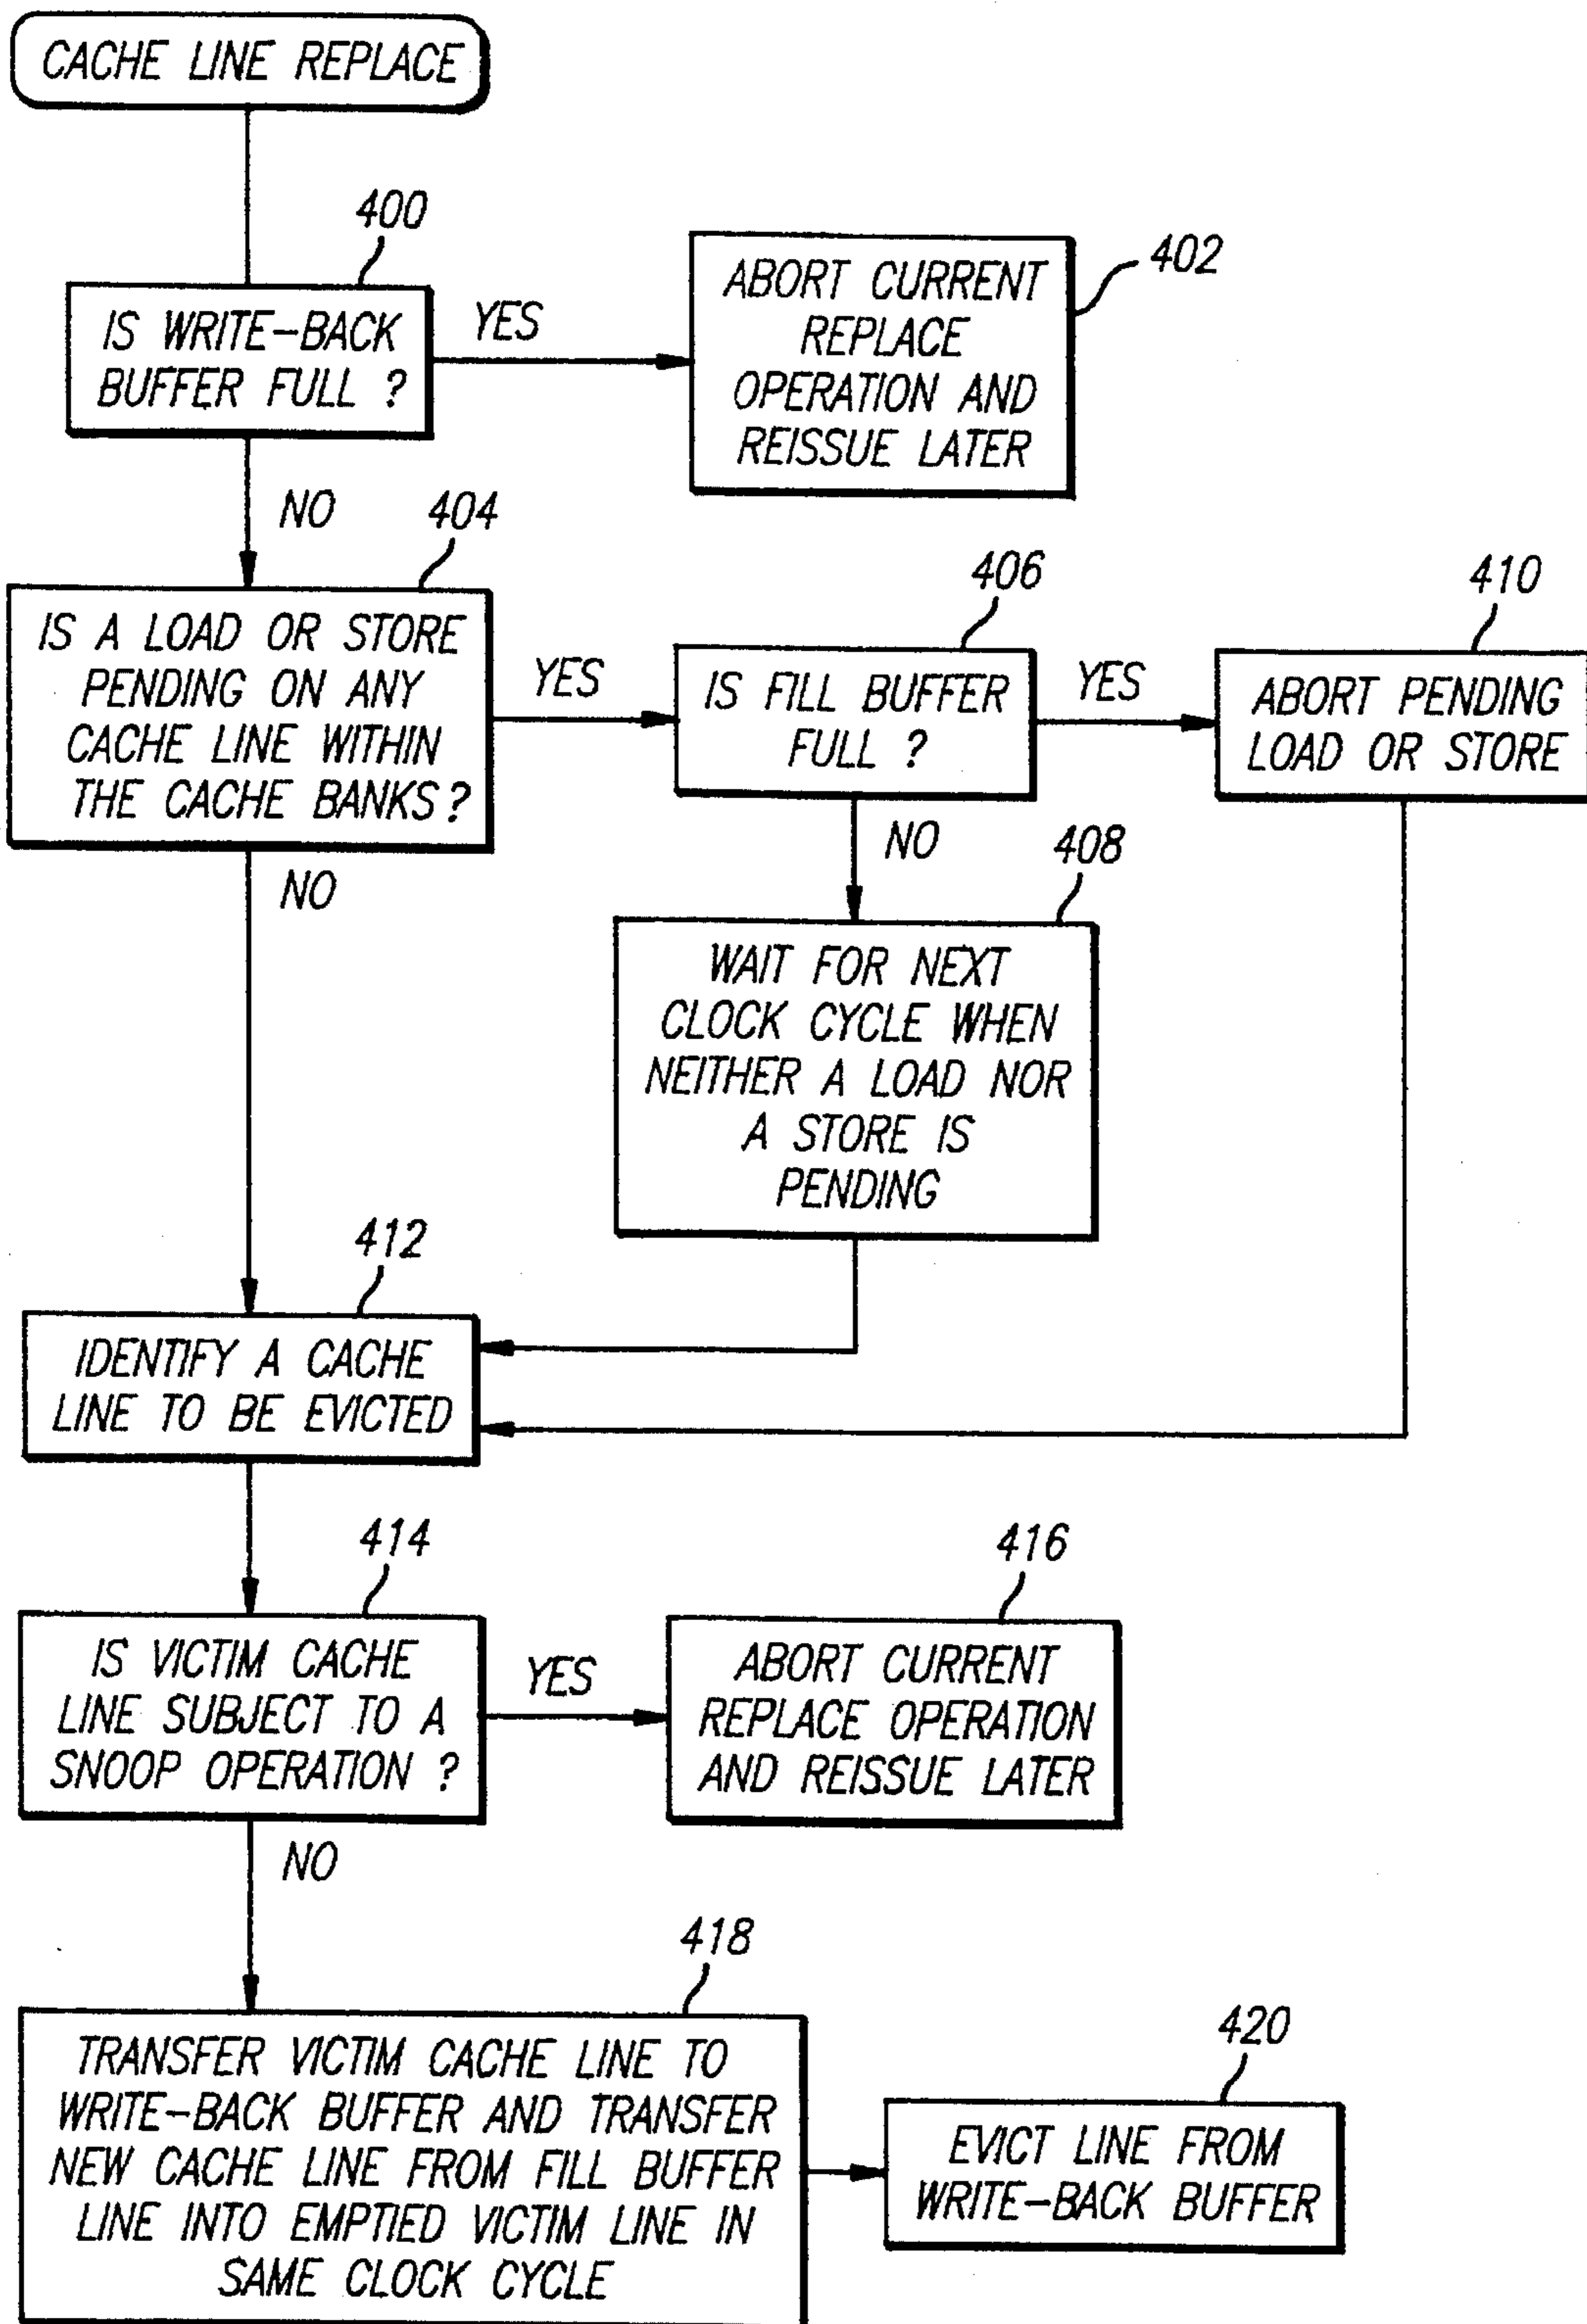 CACHE LINE REPLACE
400
IS WRITE-BACK
BUFFER FULL ?
YES
ABORT CURRENT
REPLACE
OPERATION AND
REISSUE LATER
402
NO
404
IS A LOAD OR STORE
PENDING ON ANY
CACHE LINE WITHIN
THE CACHE BANKS?
YES
406
IS FILL BUFFER
FULL ?
YES
410
ABORT PENDING
LOAD OR STORE
NO
NO
408
WAIT FOR NEXT
CLOCK CYCLE WHEN
NEITHER A LOAD NOR
A STORE IS
PENDING
412
IDENTIFY A CACHE
LINE TO BE EVICTED
414
IS VICTIM CACHE
LINE SUBJECT TO A
SNOOP OPERATION ?
YES
416
ABORT CURRENT
REPLACE OPERATION
AND REISSUE LATER
NO
418
TRANSFER VICTIM CACHE LINE TO
WRITE-BACK BUFFER AND TRANSFER
NEW CACHE LINE FROM FILL BUFFER
LINE INTO EMPTIED VICTIM LINE IN
SAME CLOCK CYCLE
420
EVICT LINE FROM
WRITE-BACK BUFFER